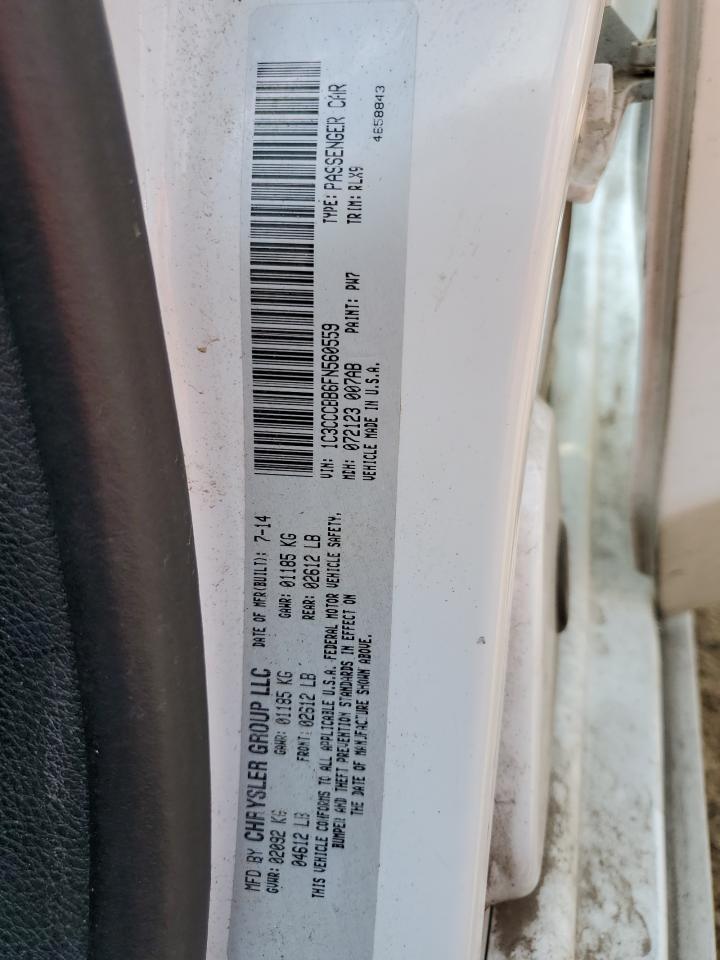 MFD BY CHRYSLER GROUP LLC
DATE OF MFR(BUILT): 7-14
GVWR: 02092 KG
GAWR: 01185 KG
GAWR: 01185 KG
04612 LB
FRONT: 02612 LB
REAR: 02612 LB
THIS VEHICLE CONFORMS TO ALL APPLICABLE U.S.A. FEDERAL MOTOR VEHICLE SAFETY,
BUMPER AND THEFT PREVENTION STANDARDS IN EFFECT ON
THE DATE OF MANUFACTURE SHOWN ABOVE.
VIN: 1C3CCCBB6FN560559
TYPE: PASSENGER CAR
MDH: 072123 007AB
PAINT: PW7
TRIM: RLX9
VEHICLE MADE IN U.S.A.
4658843